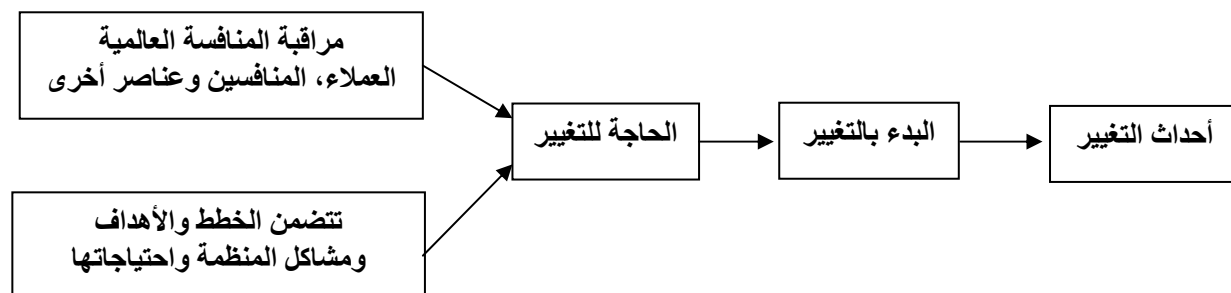 مراقبة المنافسة العالمية
العملاء، المنافسين وعناصر أخرى
الحاجة للتغيير
البدء بالتغيير
أحداث التغيير
تتضمن الخطط والأهداف
ومشاكل المنظمة واحتياجاتها